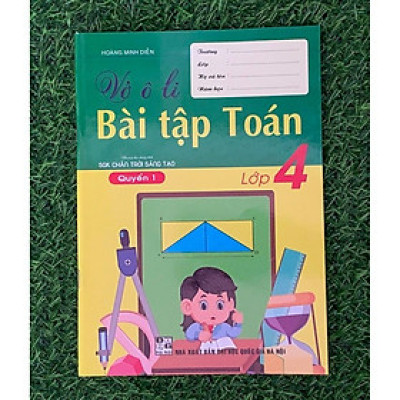 HOÀNG MINH DIỄN
Trường:
Lớp:
Họ và tên:
Năm học:
Vở ô li
Bài tập Toán
SGK CHÂN TRỜI SÁNG TẠO
Quyển 1
Lớp 4
NHÀ XUẤT BẢN ĐẠI HỌC QUỐC GIA HÀ NỘI